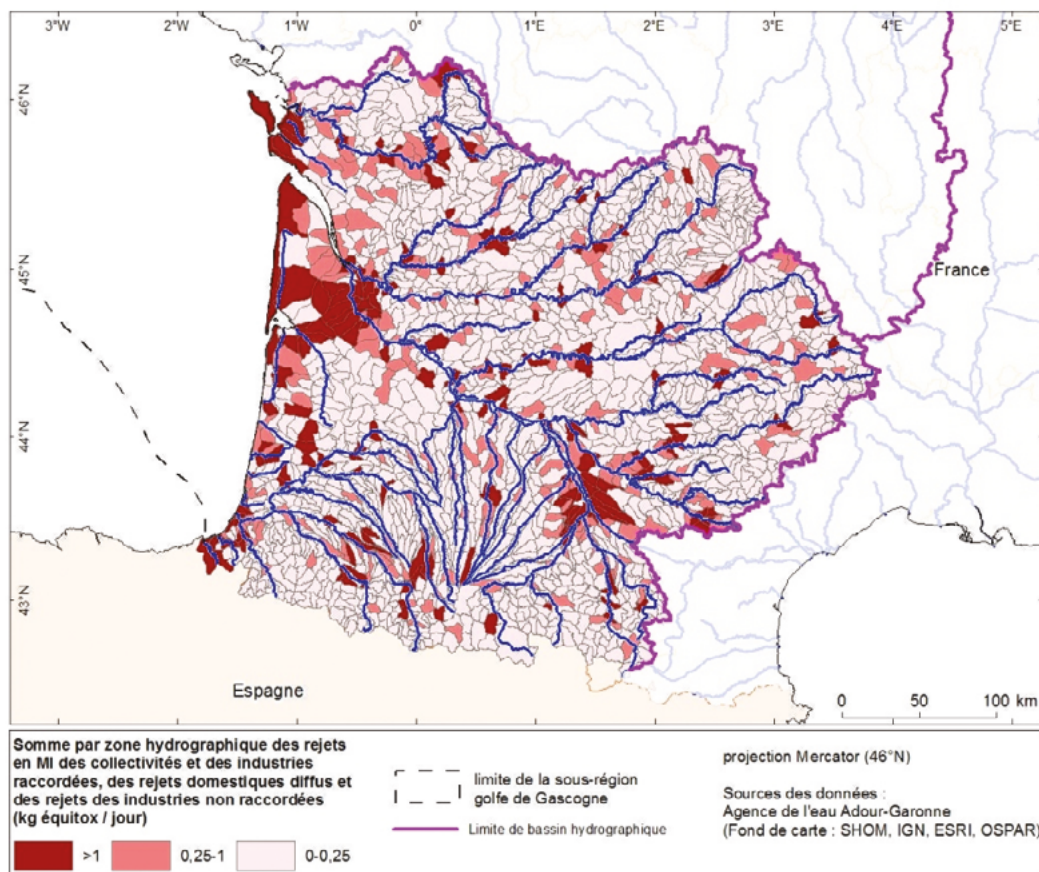 3°W 2°W 1°W 0° 1°E 2°E 3°E 4°E 5°E
46°N
45°N
France
44°N
43°N
Espagne
0 50 100 km
Somme par zone hydrographique des rejets
en MI des collectivités et des industries
raccordées, des rejets domestiques diffus et
des rejets des industries non raccordées
(kg équitox / jour)
>1 0,25-1 0-0,25
limite de la sous-région
golfe de Gascogne
Limite de bassin hydrographique
projection Mercator (46°N)
Sources des données :
Agence de l'eau Adour-Garonne
(Fond de carte : SHOM, IGN, ESRI, OSPAR)